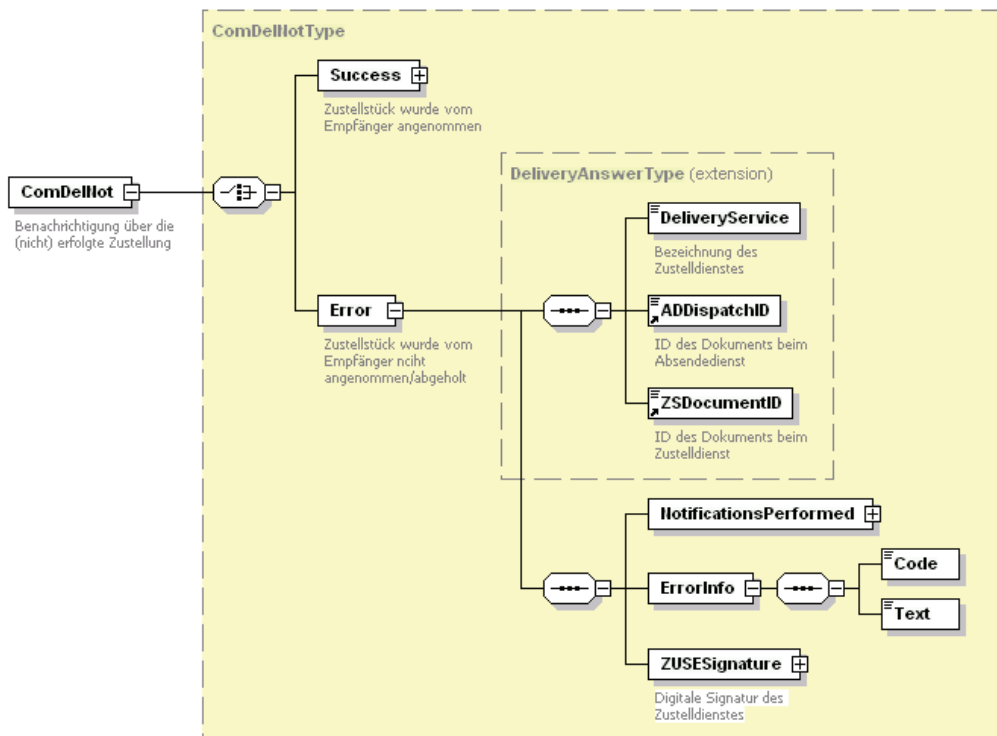 ComDelNotType
Success
Zustellstück wurde vom
Empfänger angenommen
DeliveryAnswerType (extension)
ComDelNot
Benachrichtigung über die
(nicht) erfolgte Zustellung
DeliveryService
Bezeichnung des
Zustelldienstes
Error
Zustellstück wurde vom
Empfänger nciht
angenommen/abgeholt
ADDispatchID
ID des Dokuments beim
Absendedienst
ZSDocumentID
ID des Dokuments beim
Zustelldienst
NotificationsPerformed
ErrorInfo
Code
Text
ZUSESignature
Digitale Signatur des
Zustelldienstes